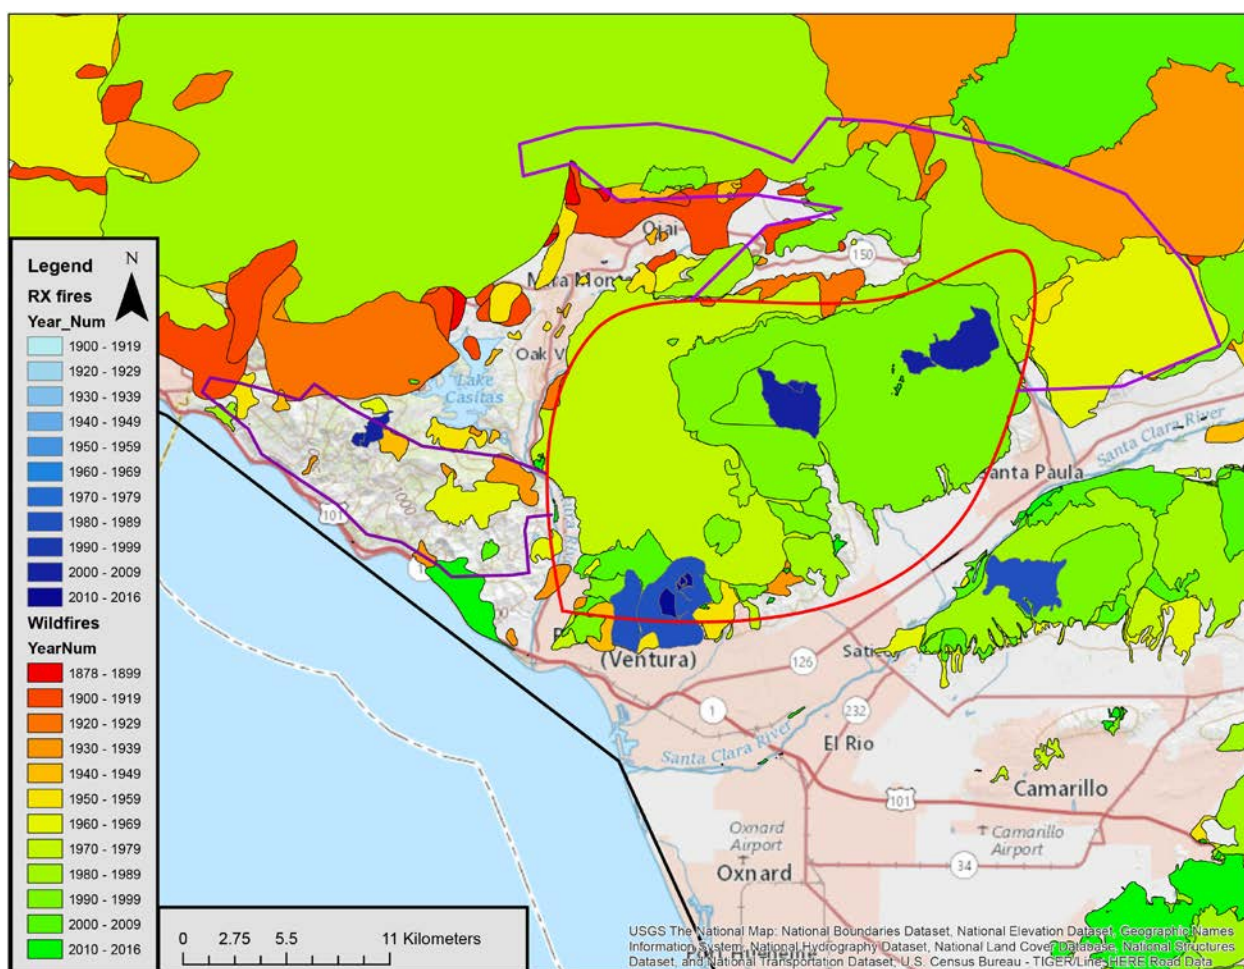 Legend
N
RX fires
Year_Num
1900 - 1919
1920 - 1929
1930 - 1939
1940 - 1949
1950 - 1959
1960 - 1969
1970 - 1979
1980 - 1989
1990 - 1999
2000 - 2009
2010 - 2016
Wildfires
YearNum
1878 - 1899
1900 - 1919
1920 - 1929
1930 - 1939
1940 - 1949
1950 - 1959
1960 - 1969
1970 - 1979
1980 - 1989
1990 - 1999
2000 - 2009
2010 - 2016
Ojai
150
Oak V
Lake
Casitas
1000
101
Santa Paula
Santa Clara River
(Ventura)
126
1
232
Santa Clara River
El Rio
Camarillo
101
Oxnard
Airport
Camarillo
Airport
34
Oxnard
0 2.75 5.5 11 Kilometers
USGS The National Map: National Boundaries Dataset, National Elevation Dataset, Geographic Names
Information System, National Hydrography Dataset, National Land Cover Database, National Structures
Dataset, and National Transportation Dataset; U.S. Census Bureau - TIGER/Line; HERE Road Data